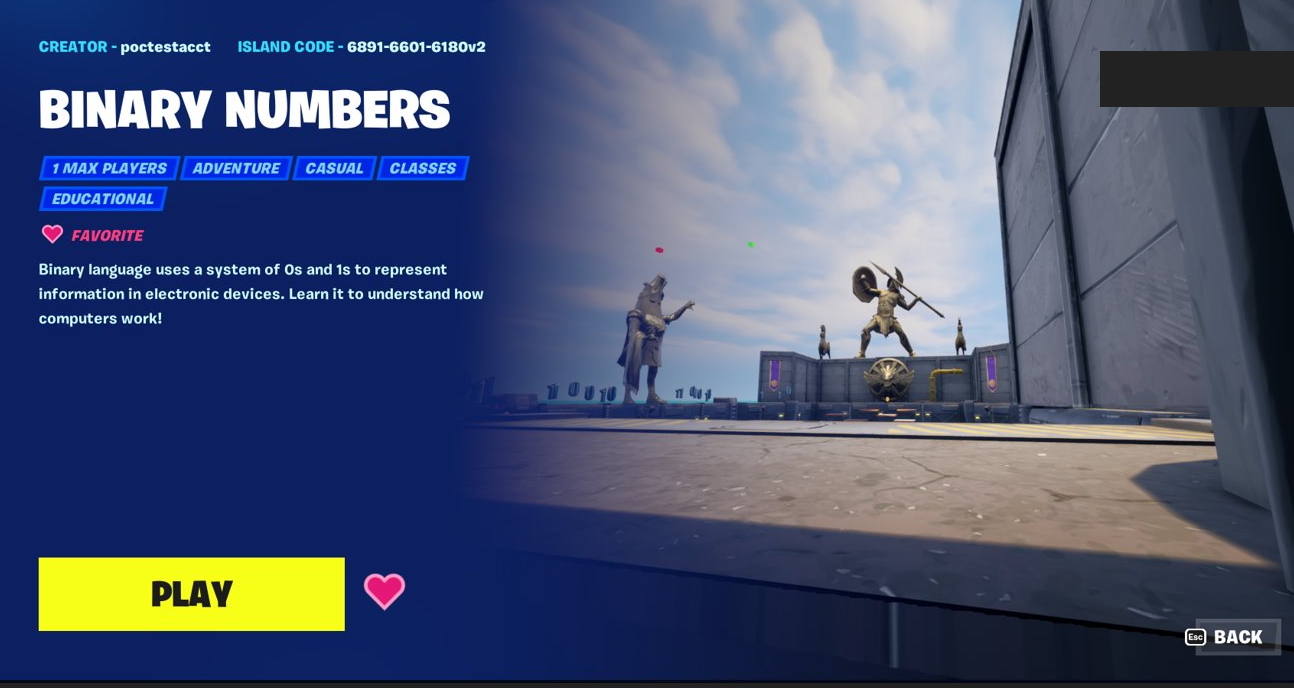 CREATOR - poctestacct ISLAND CODE - 6891-6601-6180v2
BINARY NUMBERS
1 MAX PLAYERS ADVENTURE CASUAL CLASSES
EDUCATIONAL
FAVORITE
Binary language uses a system of 0s and 1s to represent
information in electronic devices. Learn it to understand how
computers work!
PLAY
Esc BACK